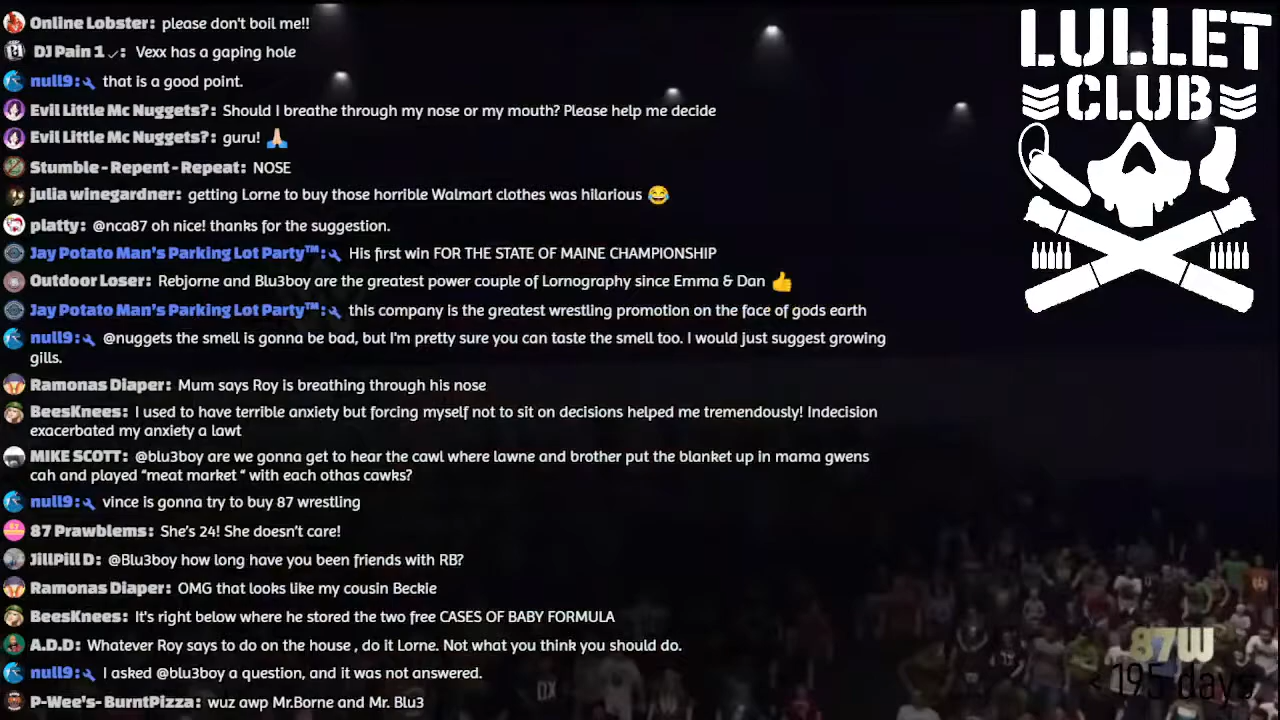 Online Lobster: please don't boil me!!
DJ Pain 1✓: Vexx has a gaping hole
null9: that is a good point.
Evil Little Mc Nuggets?: Should I breathe through my nose or my mouth? Please help me decide
Evil Little Mc Nuggets?: guru! 🙏🏻
Stumble-Repent-Repeat: NOSE
julia winegardner: getting Lorne to buy those horrible Walmart clothes was hilarious 😂
platty: @nca87 oh nice! thanks for the suggestion.
Jay Potato Man's Parking Lot Party™: His first win FOR THE STATE OF MAINE CHAMPIONSHIP
Outdoor Loser: Rebjorne and Blu3boy are the greatest power couple of Lornography since Emma & Dan 👍
Jay Potato Man's Parking Lot Party™: this company is the greatest wrestling promotion on the face of gods earth
null9: @nuggets the smell is gonna be bad, but I'm pretty sure you can taste the smell too. I would just suggest growing
gills.
Ramonas Diaper: Mum says Roy is breathing through his nose
BeesKnees: I used to have terrible anxiety but forcing myself not to sit on decisions helped me tremendously! Indecision
exacerbated my anxiety a lawt
MIKE SCOTT: @blu3boy are we gonna get to hear the cawl where lawne and brother put the blanket up in mama gwens
cah and played “meat market “ with each othas cawks?
null9: vince is gonna try to buy 87 wrestling
87 Prawblems: She's 24! She doesn't care!
JillPill D: @Blu3boy how long have you been friends with RB?
Ramonas Diaper: OMG that looks like my cousin Beckie
BeesKnees: It's right below where he stored the two free CASES OF BABY FORMULA
A.D.D: Whatever Roy says to do on the house , do it Lorne. Not what you think you should do.
null9: I asked @blu3boy a question, and it was not answered.
P-Wee's- BurntPizza: wuz awp Mr.Borne and Mr. Blu3
LULLET
CLUB
87W
< 195 days
DX